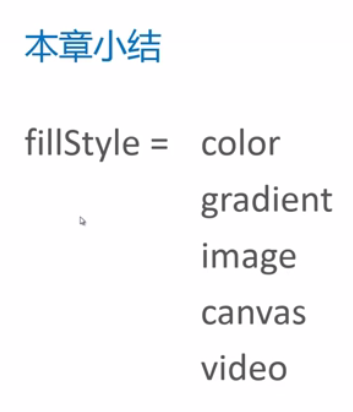 本章小结
fillStyle = color
gradient
image
canvas
video